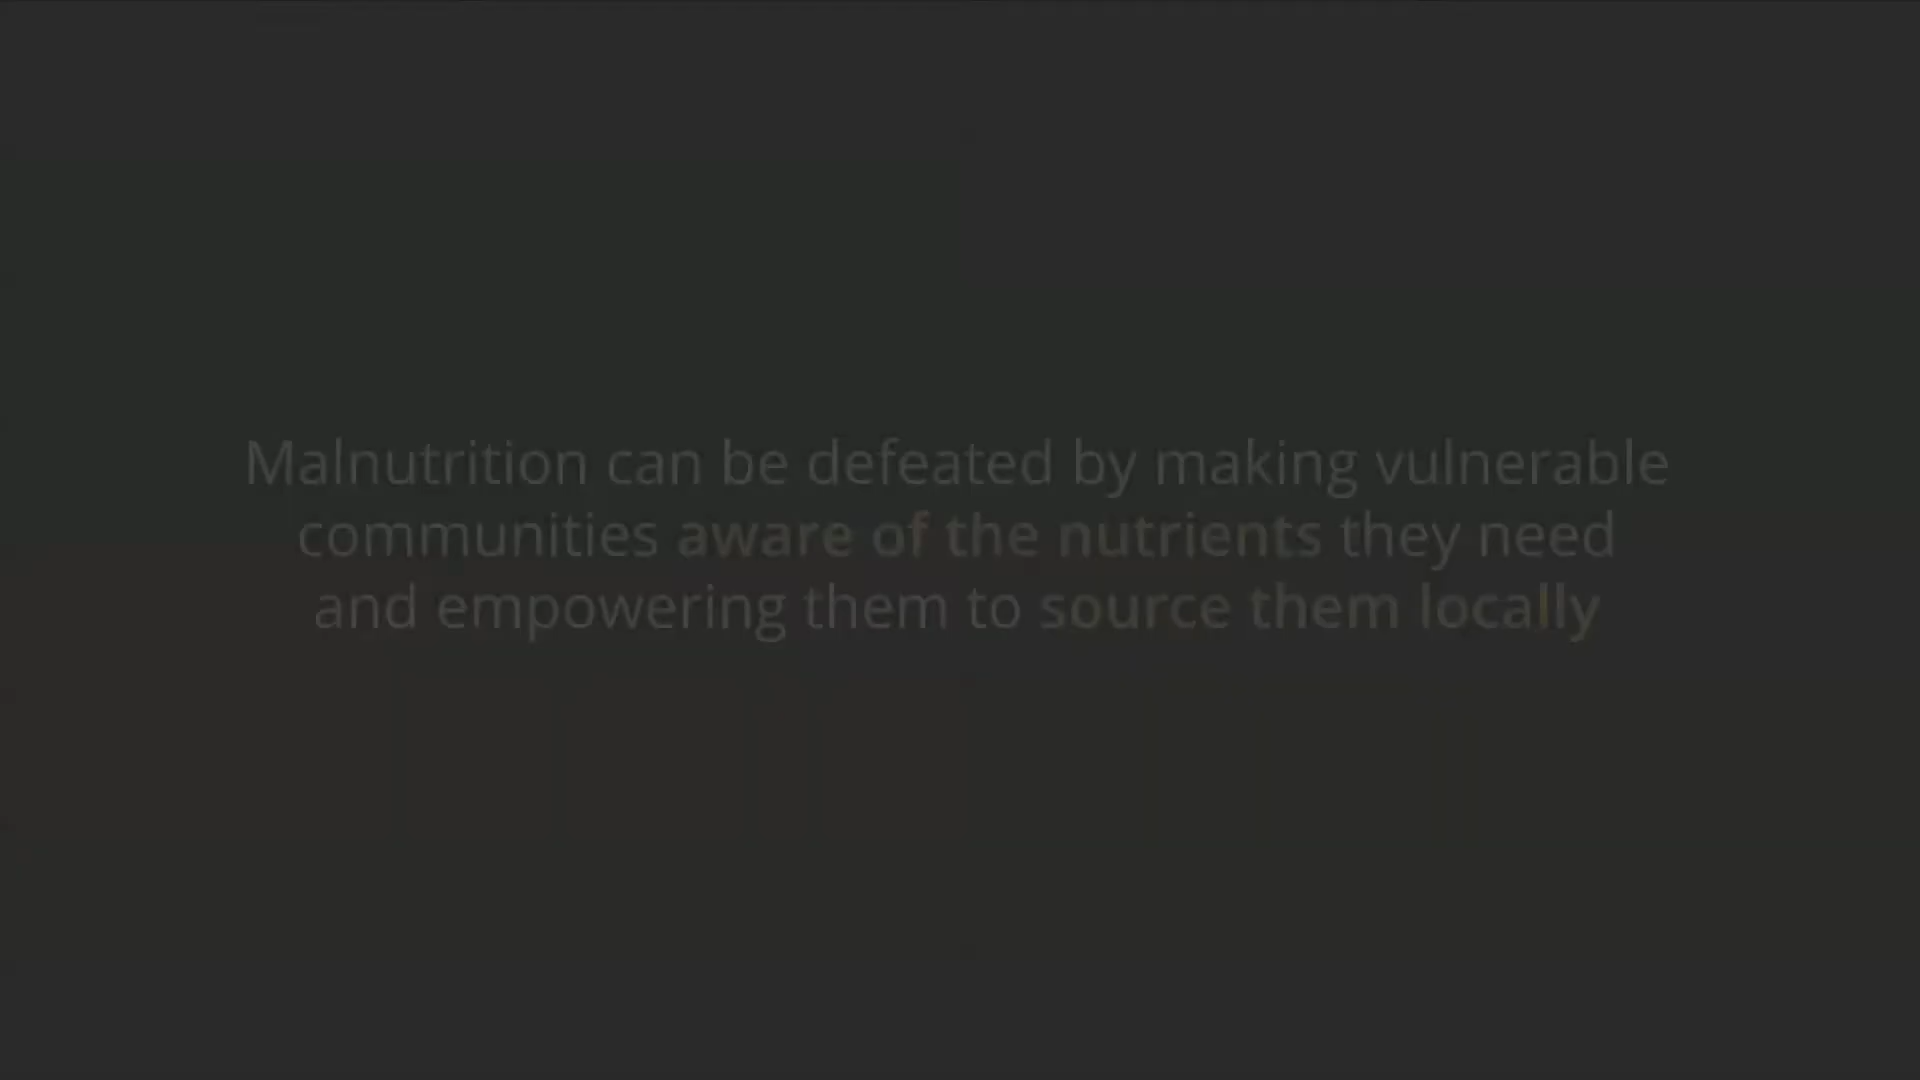 Malnutrition can be defeated by making vulnerable
communities aware of the nutrients they need
and empowering them to source them locally